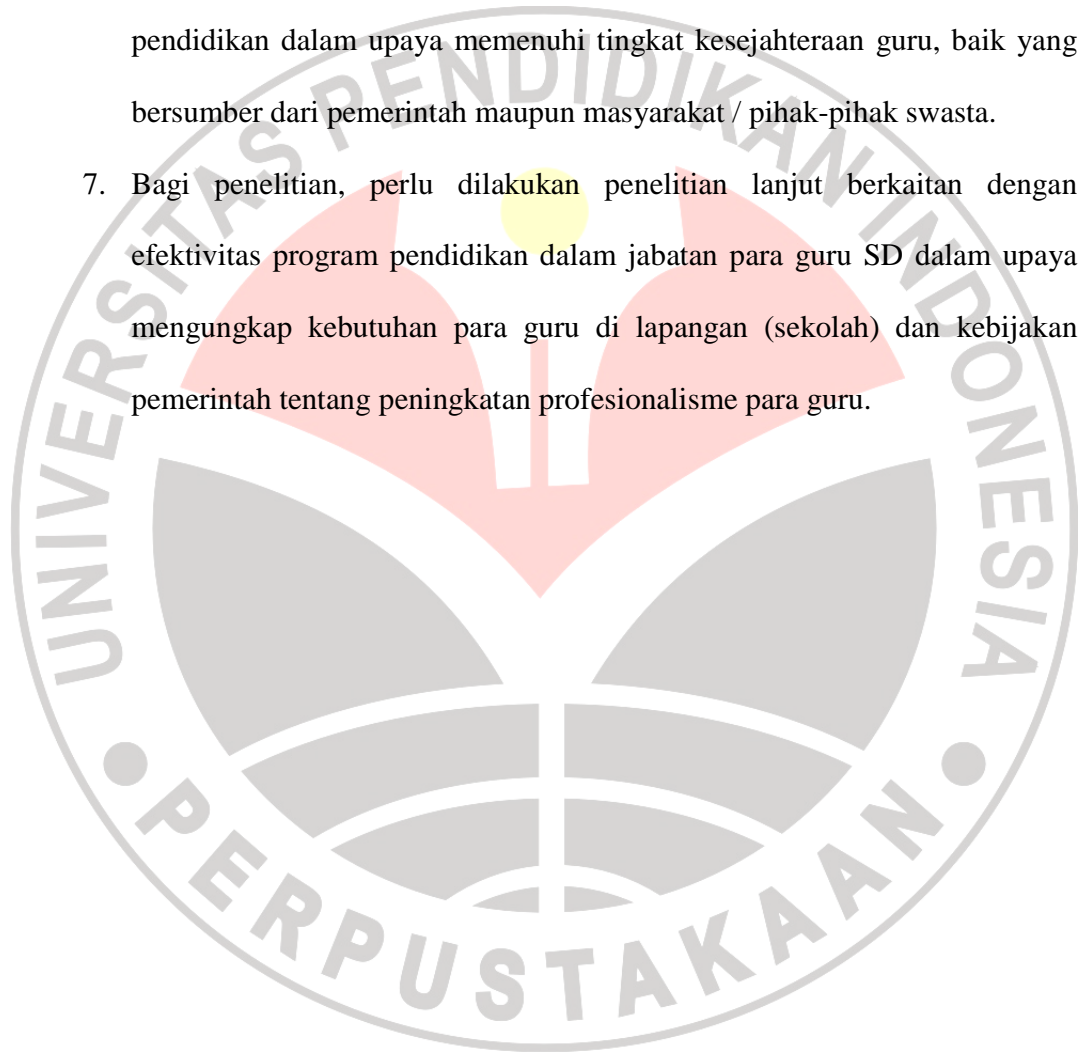 pendidikan dalam upaya memenuhi tingkat kesejahteraan guru, baik yang
bersumber dari pemerintah maupun masyarakat / pihak-pihak swasta.
7. Bagi penelitian, perlu dilakukan penelitian lanjut berkaitan dengan
efektivitas program pendidikan dalam jabatan para guru SD dalam upaya
mengungkap kebutuhan para guru di lapangan (sekolah) dan kebijakan
pemerintah tentang peningkatan profesionalisme para guru.
UNIVERSITAS PENDIDIKAN INDONESIA
PERPUSTAKAAN